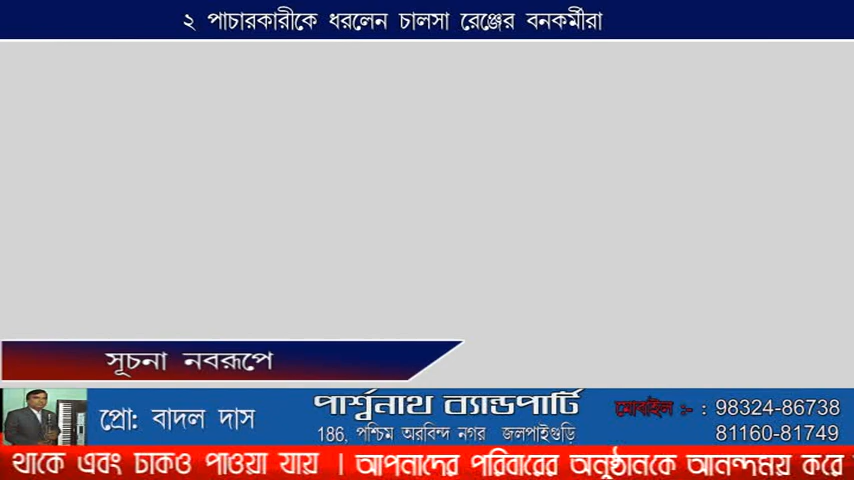 ২ পাচারকারীকে ধরলেন চালসা রেঞ্জের বনকর্মীরা
সূচনা নবরূপে
প্রো: বাদল দাস
পার্শ্বনাথ ব্যান্ডপার্টি
186, পশ্চিম অরবিন্দ নগর জলপাইগুড়ি
মোবাইল :- : 98324-86738
81160-81749
থাকে এবং ঢাকও পাওয়া যায় । আপনাদের পরিবারের অনুষ্ঠানকে আনন্দময় করে